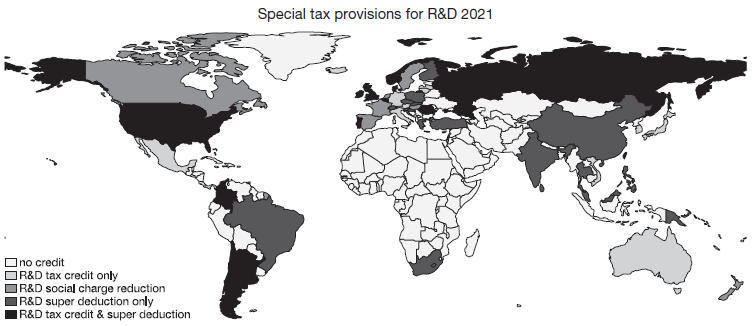 Special tax provisions for R&D 2021
no credit
R&D tax credit only
R&D social charge reduction
R&D super deduction only
R&D tax credit & super deduction